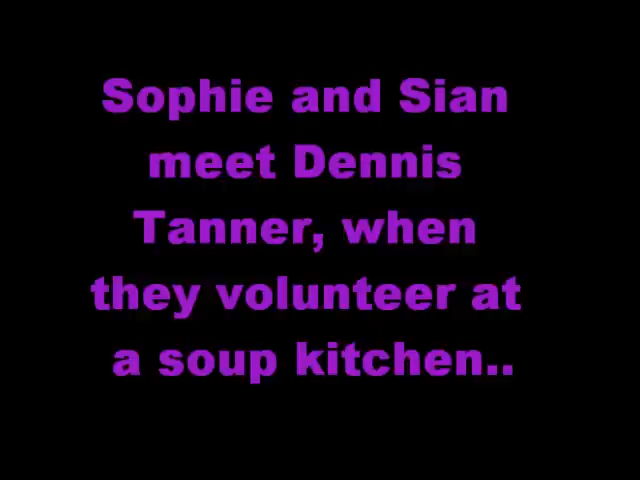 Sophie and Sian
meet Dennis
Tanner, when
they volunteer at
a soup kitchen..